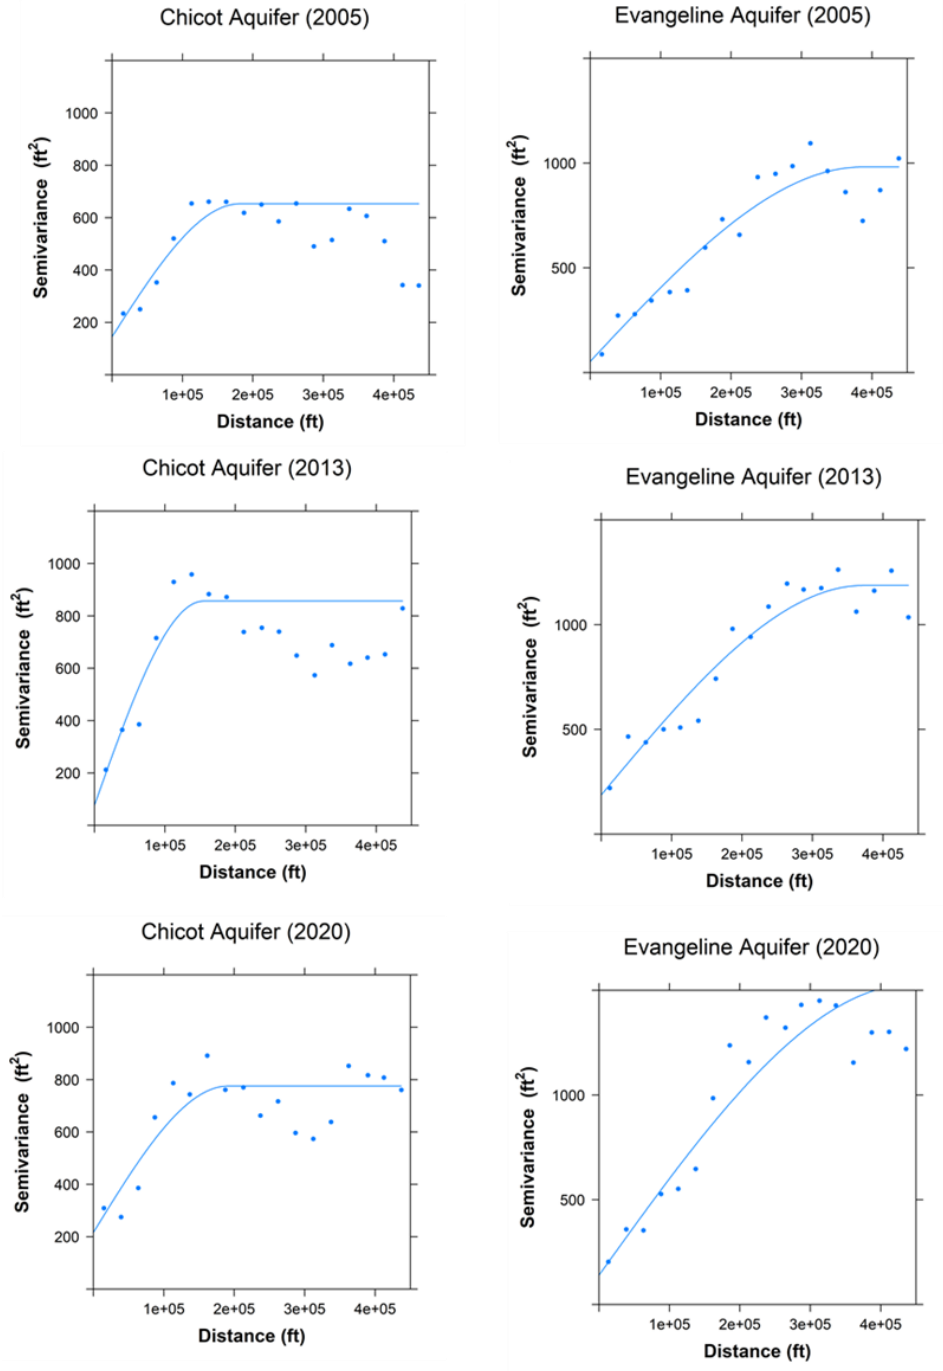 Chicot Aquifer (2005)
1000
800
600
400
200
Semivariance (ft²)
1e+05 2e+05 3e+05 4e+05
Distance (ft)
Evangeline Aquifer (2005)
1000
500
Semivariance (ft²)
1e+05 2e+05 3e+05 4e+05
Distance (ft)
Chicot Aquifer (2013)
1000
800
600
400
200
Semivariance (ft²)
1e+05 2e+05 3e+05 4e+05
Distance (ft)
Evangeline Aquifer (2013)
1000
500
Semivariance (ft²)
1e+05 2e+05 3e+05 4e+05
Distance (ft)
Chicot Aquifer (2020)
1000
800
600
400
200
Semivariance (ft²)
1e+05 2e+05 3e+05 4e+05
Distance (ft)
Evangeline Aquifer (2020)
1000
500
Semivariance (ft²)
1e+05 2e+05 3e+05 4e+05
Distance (ft)